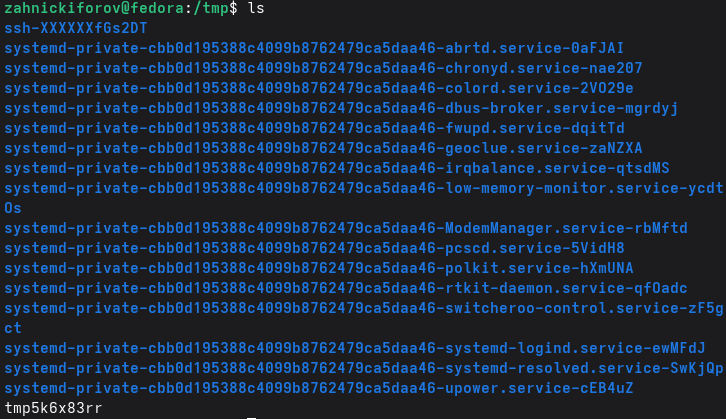 zahnickiforov@fedora:/tmp$ ls
ssh-XXXXXXfGs2DT
systemd-private-cbb0d195388c4099b8762479ca5daa46-abrtd.service-0aFJAI
systemd-private-cbb0d195388c4099b8762479ca5daa46-chronyd.service-nae207
systemd-private-cbb0d195388c4099b8762479ca5daa46-colord.service-2VO29e
systemd-private-cbb0d195388c4099b8762479ca5daa46-dbus-broker.service-mgrdyj
systemd-private-cbb0d195388c4099b8762479ca5daa46-fwupd.service-dqitTd
systemd-private-cbb0d195388c4099b8762479ca5daa46-geoclue.service-zaNZXA
systemd-private-cbb0d195388c4099b8762479ca5daa46-irqbalance.service-qtsdMS
systemd-private-cbb0d195388c4099b8762479ca5daa46-low-memory-monitor.service-ycdt
Os
systemd-private-cbb0d195388c4099b8762479ca5daa46-ModemManager.service-rbMftd
systemd-private-cbb0d195388c4099b8762479ca5daa46-pcscd.service-5VidH8
systemd-private-cbb0d195388c4099b8762479ca5daa46-polkit.service-hXmUNA
systemd-private-cbb0d195388c4099b8762479ca5daa46-rtkit-daemon.service-qfOadc
systemd-private-cbb0d195388c4099b8762479ca5daa46-switcheroo-control.service-zF5g
ct
systemd-private-cbb0d195388c4099b8762479ca5daa46-systemd-logind.service-ewMFdJ
systemd-private-cbb0d195388c4099b8762479ca5daa46-systemd-resolved.service-SwKjQp
systemd-private-cbb0d195388c4099b8762479ca5daa46-upower.service-cEB4uZ
tmp5k6x83rr